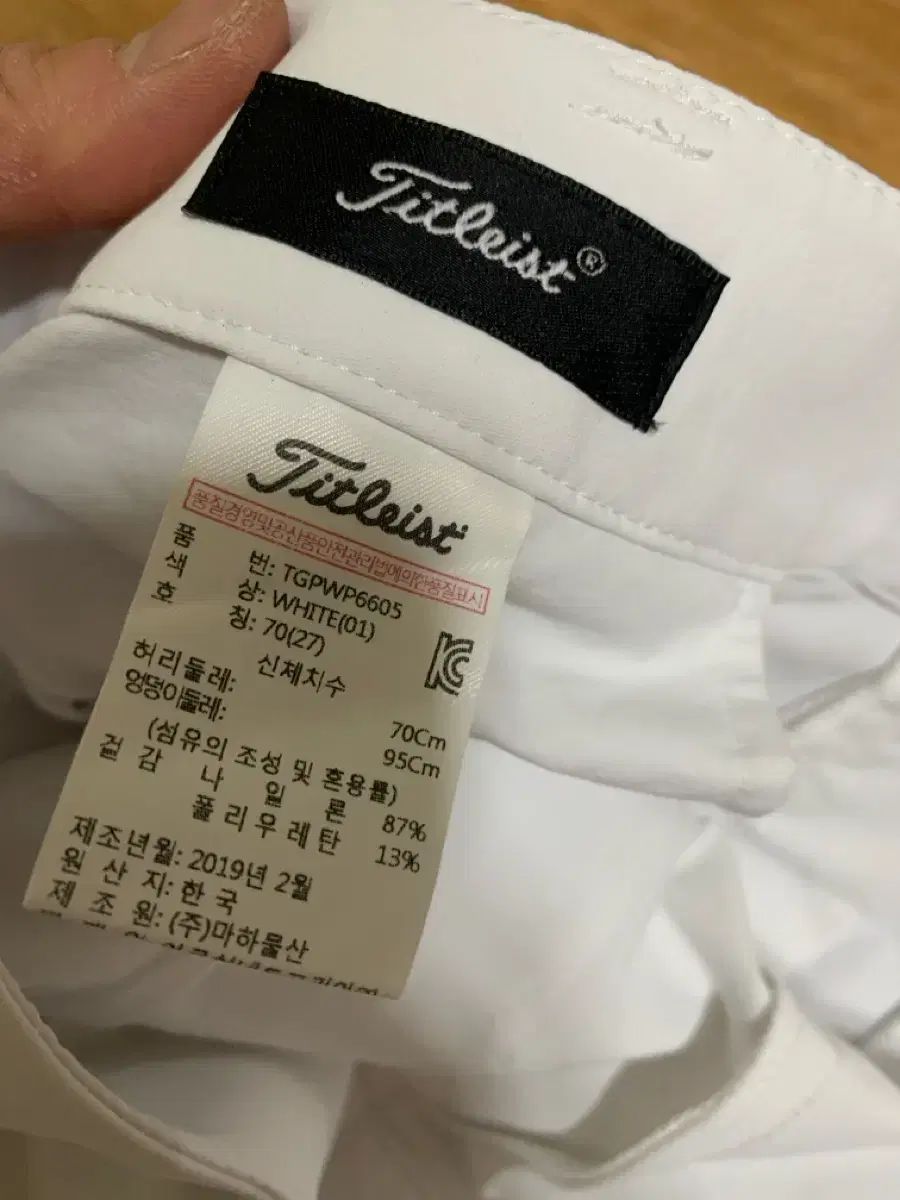 Titleist®
Titleist
품질경영및공산품안전관리법에의한품질표시
품 번: TGPWP6605
색 상: WHITE(01)
호 칭: 70(27)
신체치수
허리둘레: 70Cm
엉덩이둘레: 95Cm
(섬유의 조성 및 혼용률)
겉 감 나 일 론 87%
폴 리 우 레 탄 13%
제조년월: 2019년 2월
원 산 지: 한 국
제 조 원: (주)마하물산